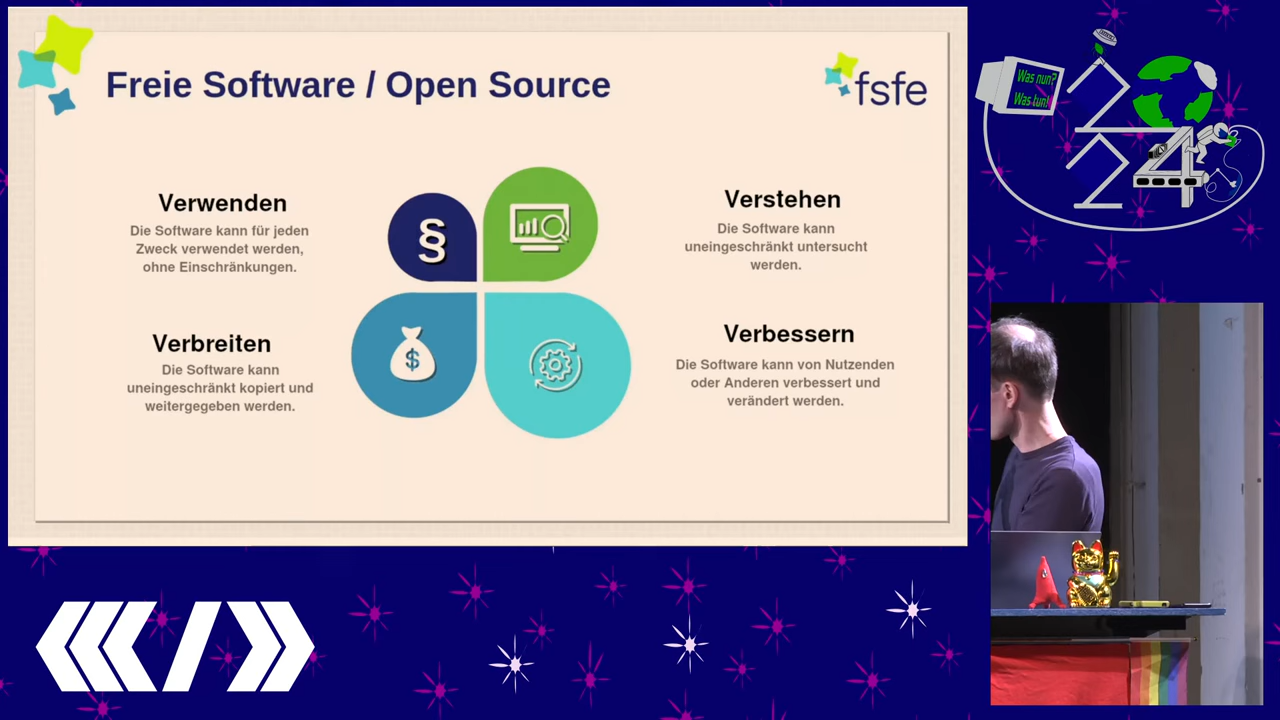 Freie Software / Open Source
fsfe
Verwenden
Die Software kann für jeden
Zweck verwendet werden,
ohne Einschränkungen.
§
Verstehen
Die Software kann
uneingeschränkt untersucht
werden.
Verbreiten
Die Software kann
uneingeschränkt kopiert und
weitergegeben werden.
$
Verbessern
Die Software kann von Nutzenden
oder Anderen verbessert und
verändert werden.
Was nun?
Was tun!
2024